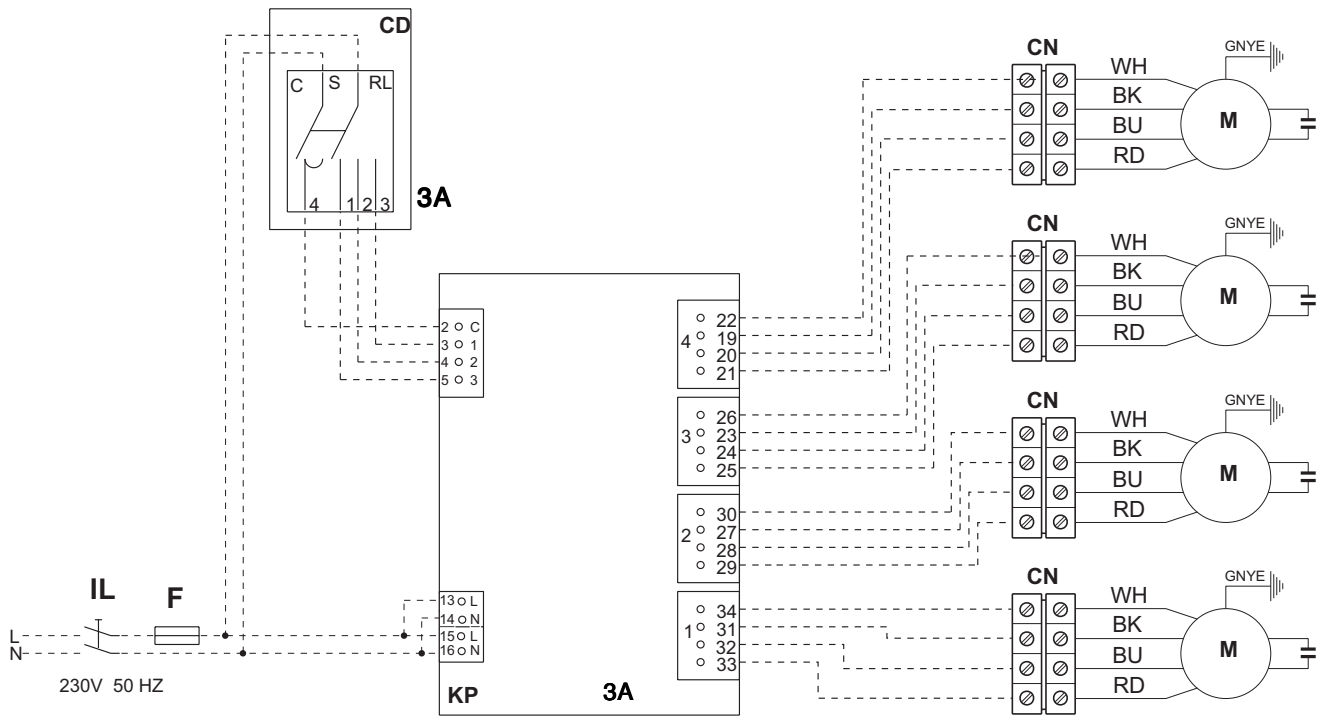 CD
C S RL
4 1 2 3
3A
2 C
3 1
4 2
5 3
4
22
19
20
21
3
26
23
24
25
2
30
27
28
29
1
34
31
32
33
13 L
14 N
15 L
16 N
KP
3A
IL F
L
N
230V 50 HZ
CN
WH
BK
BU
RD
GNYE
M
CN
WH
BK
BU
RD
GNYE
M
CN
WH
BK
BU
RD
GNYE
M
CN
WH
BK
BU
RD
GNYE
M